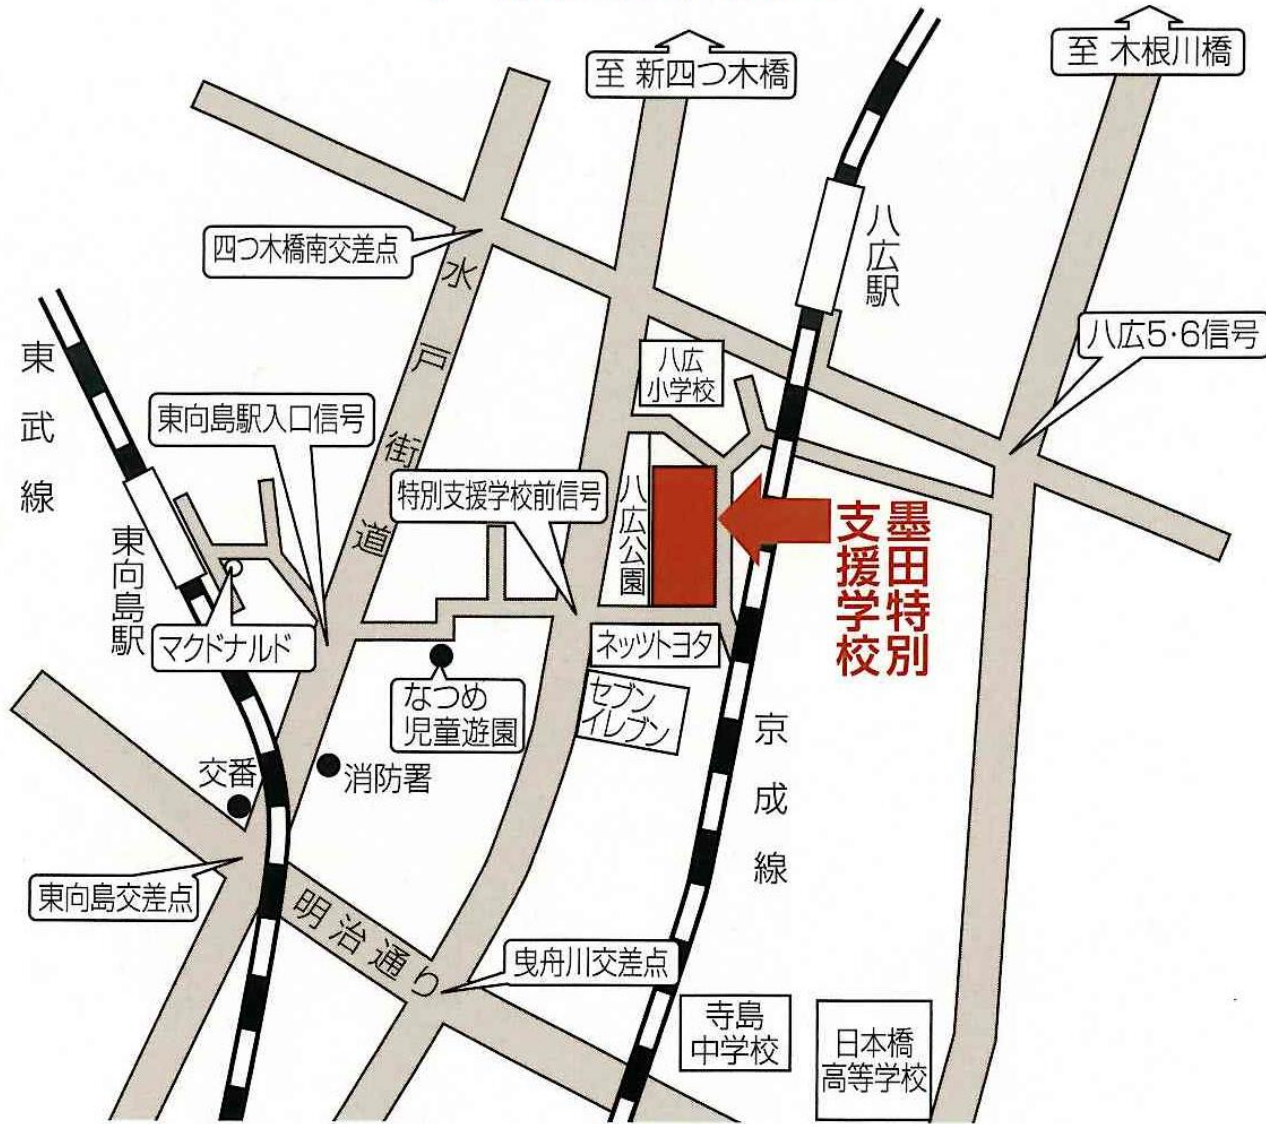 至 新四つ木橋
至 木根川橋
四つ木橋南交差点
水戸街道
八広駅
八広5・6信号
東武線
東向島駅入口信号
八広
小学校
特別支援学校前信号
八広公園
墨田特別
支援学校
東向島駅
マクドナルド
ネッツトヨタ
なつめ
児童遊園
セブン
イレブン
京成線
交番
消防署
東向島交差点
明治通り
曳舟川交差点
寺島
中学校
日本橋
高等学校